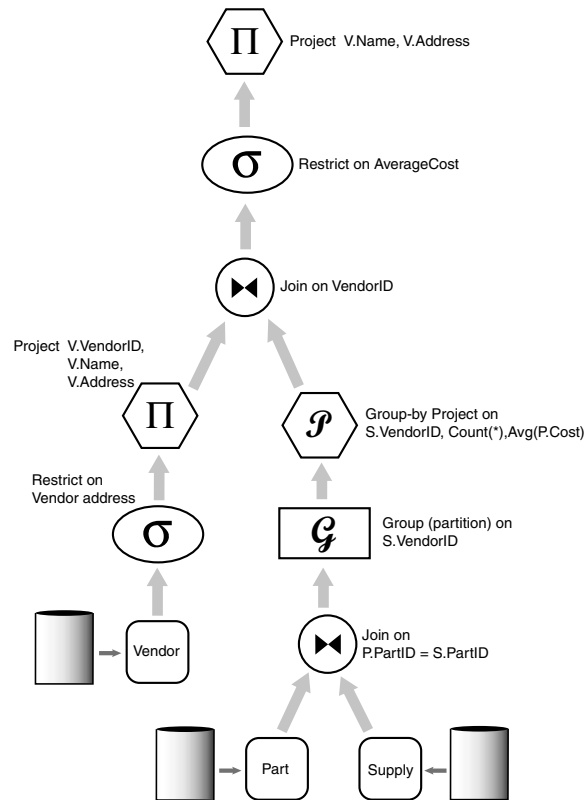 Π
Project V.Name, V.Address
σ
Restrict on AverageCost
⧓
Join on VendorID
Project V.VendorID,
V.Name,
V.Address
Π
𝒫
Group-by Project on
S.VendorID, Count(*),Avg(P.Cost)
Restrict on
Vendor address
σ
𝒢
Group (partition) on
S.VendorID
Vendor
⧓
Join on
P.PartID = S.PartID
Part
Supply